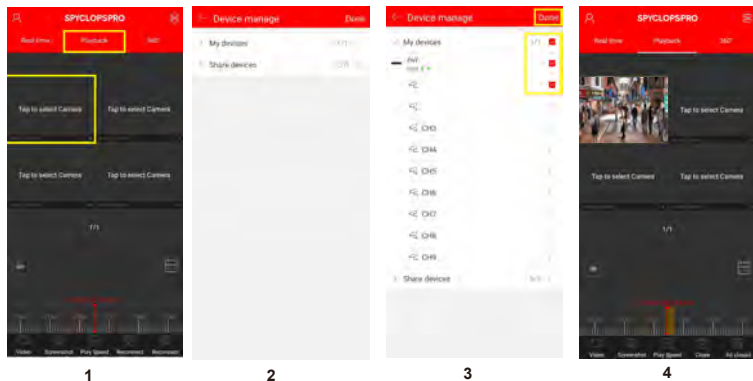 SPYCLOPSPRO
Real time Playback 360°
Tap to select Camera Tap to select Camera
Tap to select Camera Tap to select Camera
1/1
Video Screenshot Play Speed Reconnect Reconnect
1
Device manage Done
My devices
Share devices
2
Device manage Done
My devices 1/1
CH3
CH4
CH5
CH6
CH7
CH8
CH9
Share devices
3
SPYCLOPSPRO
Real time Playback 360°
Tap to select Camera
Tap to select Camera Tap to select Camera
1/1
Video Screenshot Play Speed Close All closed
4